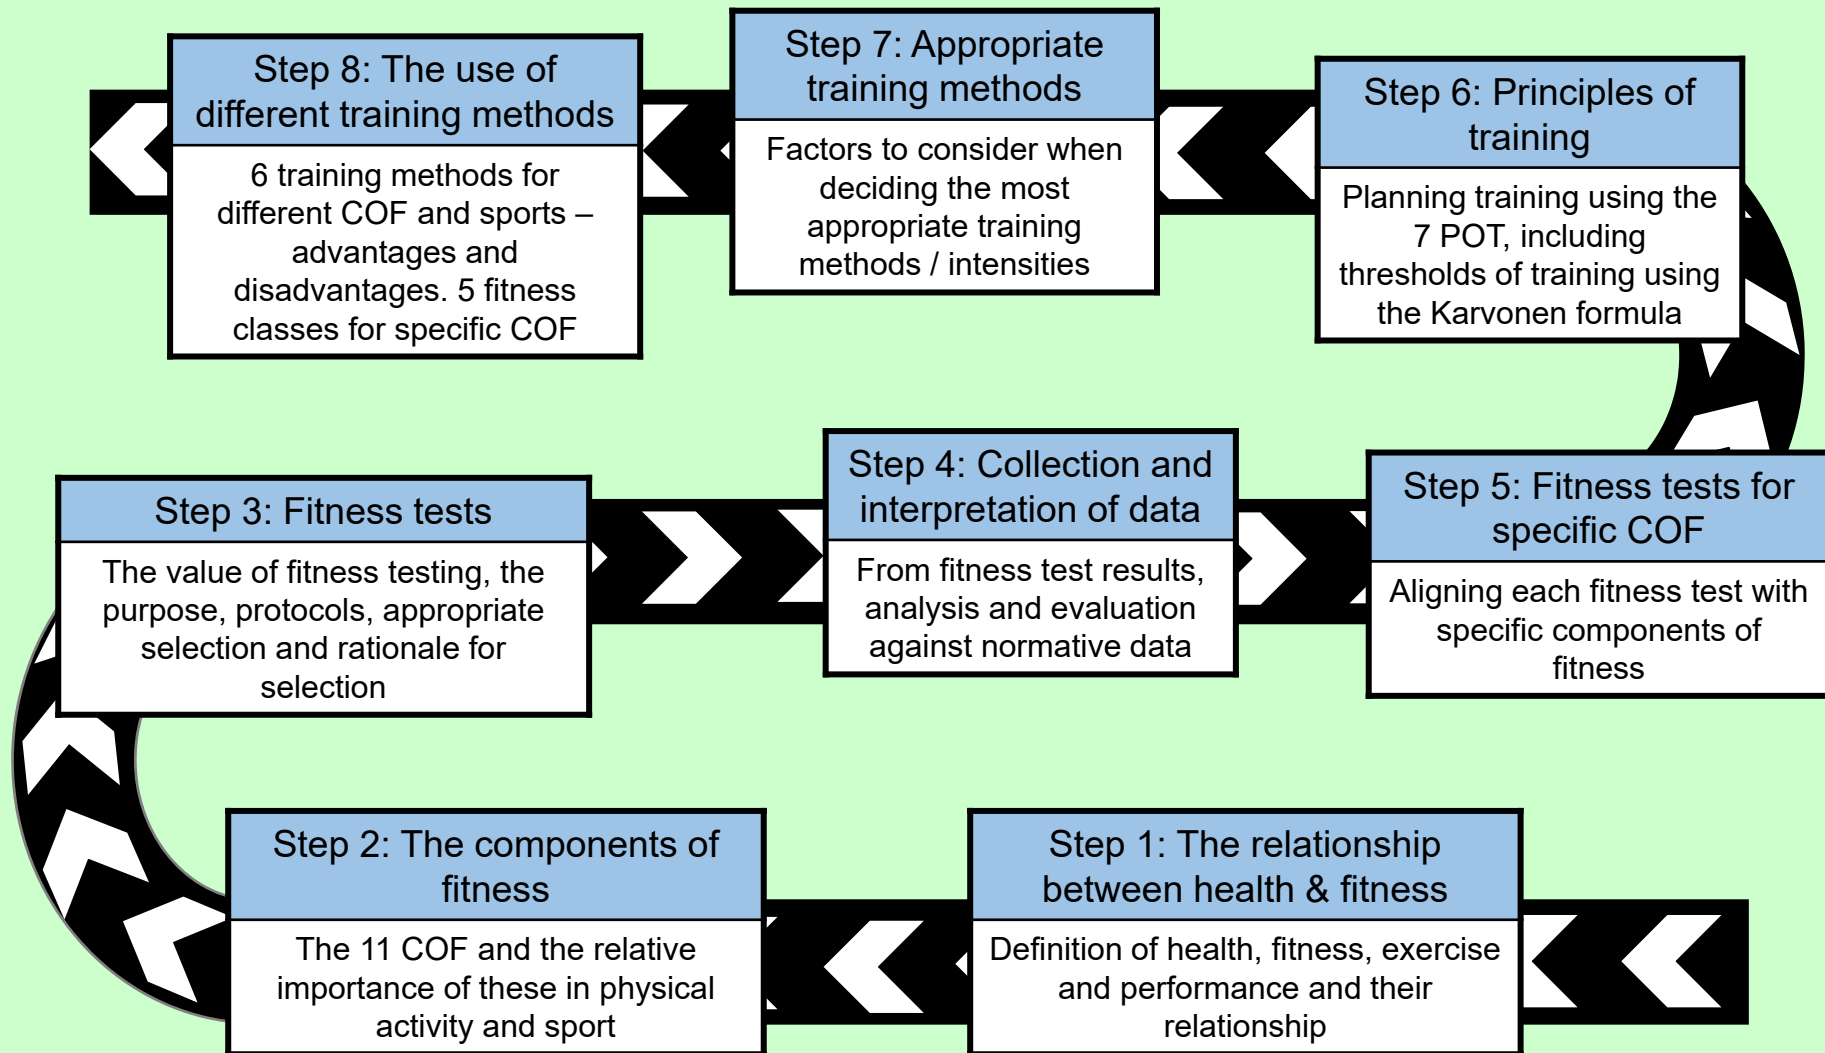 Step 8: The use of
different training methods
6 training methods for
different COF and sports –
advantages and
disadvantages. 5 fitness
classes for specific COF
Step 7: Appropriate
training methods
Factors to consider when
deciding the most
appropriate training
methods / intensities
Step 6: Principles of
training
Planning training using the
7 POT, including
thresholds of training using
the Karvonen formula
Step 3: Fitness tests
The value of fitness testing, the
purpose, protocols, appropriate
selection and rationale for
selection
Step 4: Collection and
interpretation of data
From fitness test results,
analysis and evaluation
against normative data
Step 5: Fitness tests for
specific COF
Aligning each fitness test with
specific components of
fitness
Step 2: The components of
fitness
The 11 COF and the relative
importance of these in physical
activity and sport
Step 1: The relationship
between health & fitness
Definition of health, fitness, exercise
and performance and their
relationship